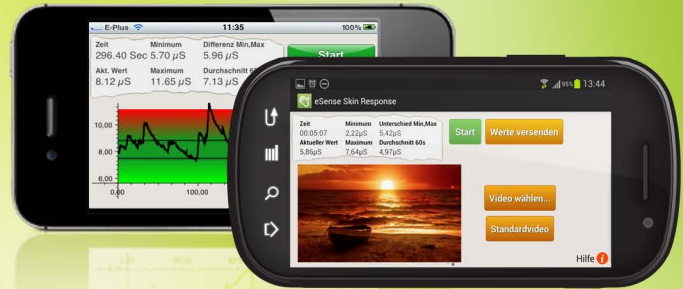 E-Plus 11:35 100%
Zeit Minimum Differenz Min,Max
296.40 Sec 5.70 µS 5.96 µS
Akt. Wert Maximum Durchschnitt 6
8.12 µS 11.65 µS 7.13 µS
Start
10,00
8,00
6,00
0,00 100,00
95% 13:44
eSense Skin Response
Zeit Minimum Unterschied Min,Max
00:05:07 2,22µS 5,42µS
Aktueller Wert Maximum Durchschnitt 60s
5,86µS 7,64µS 4,97µS
Start Werte versenden
Video wählen...
Standardvideo
Hilfe i